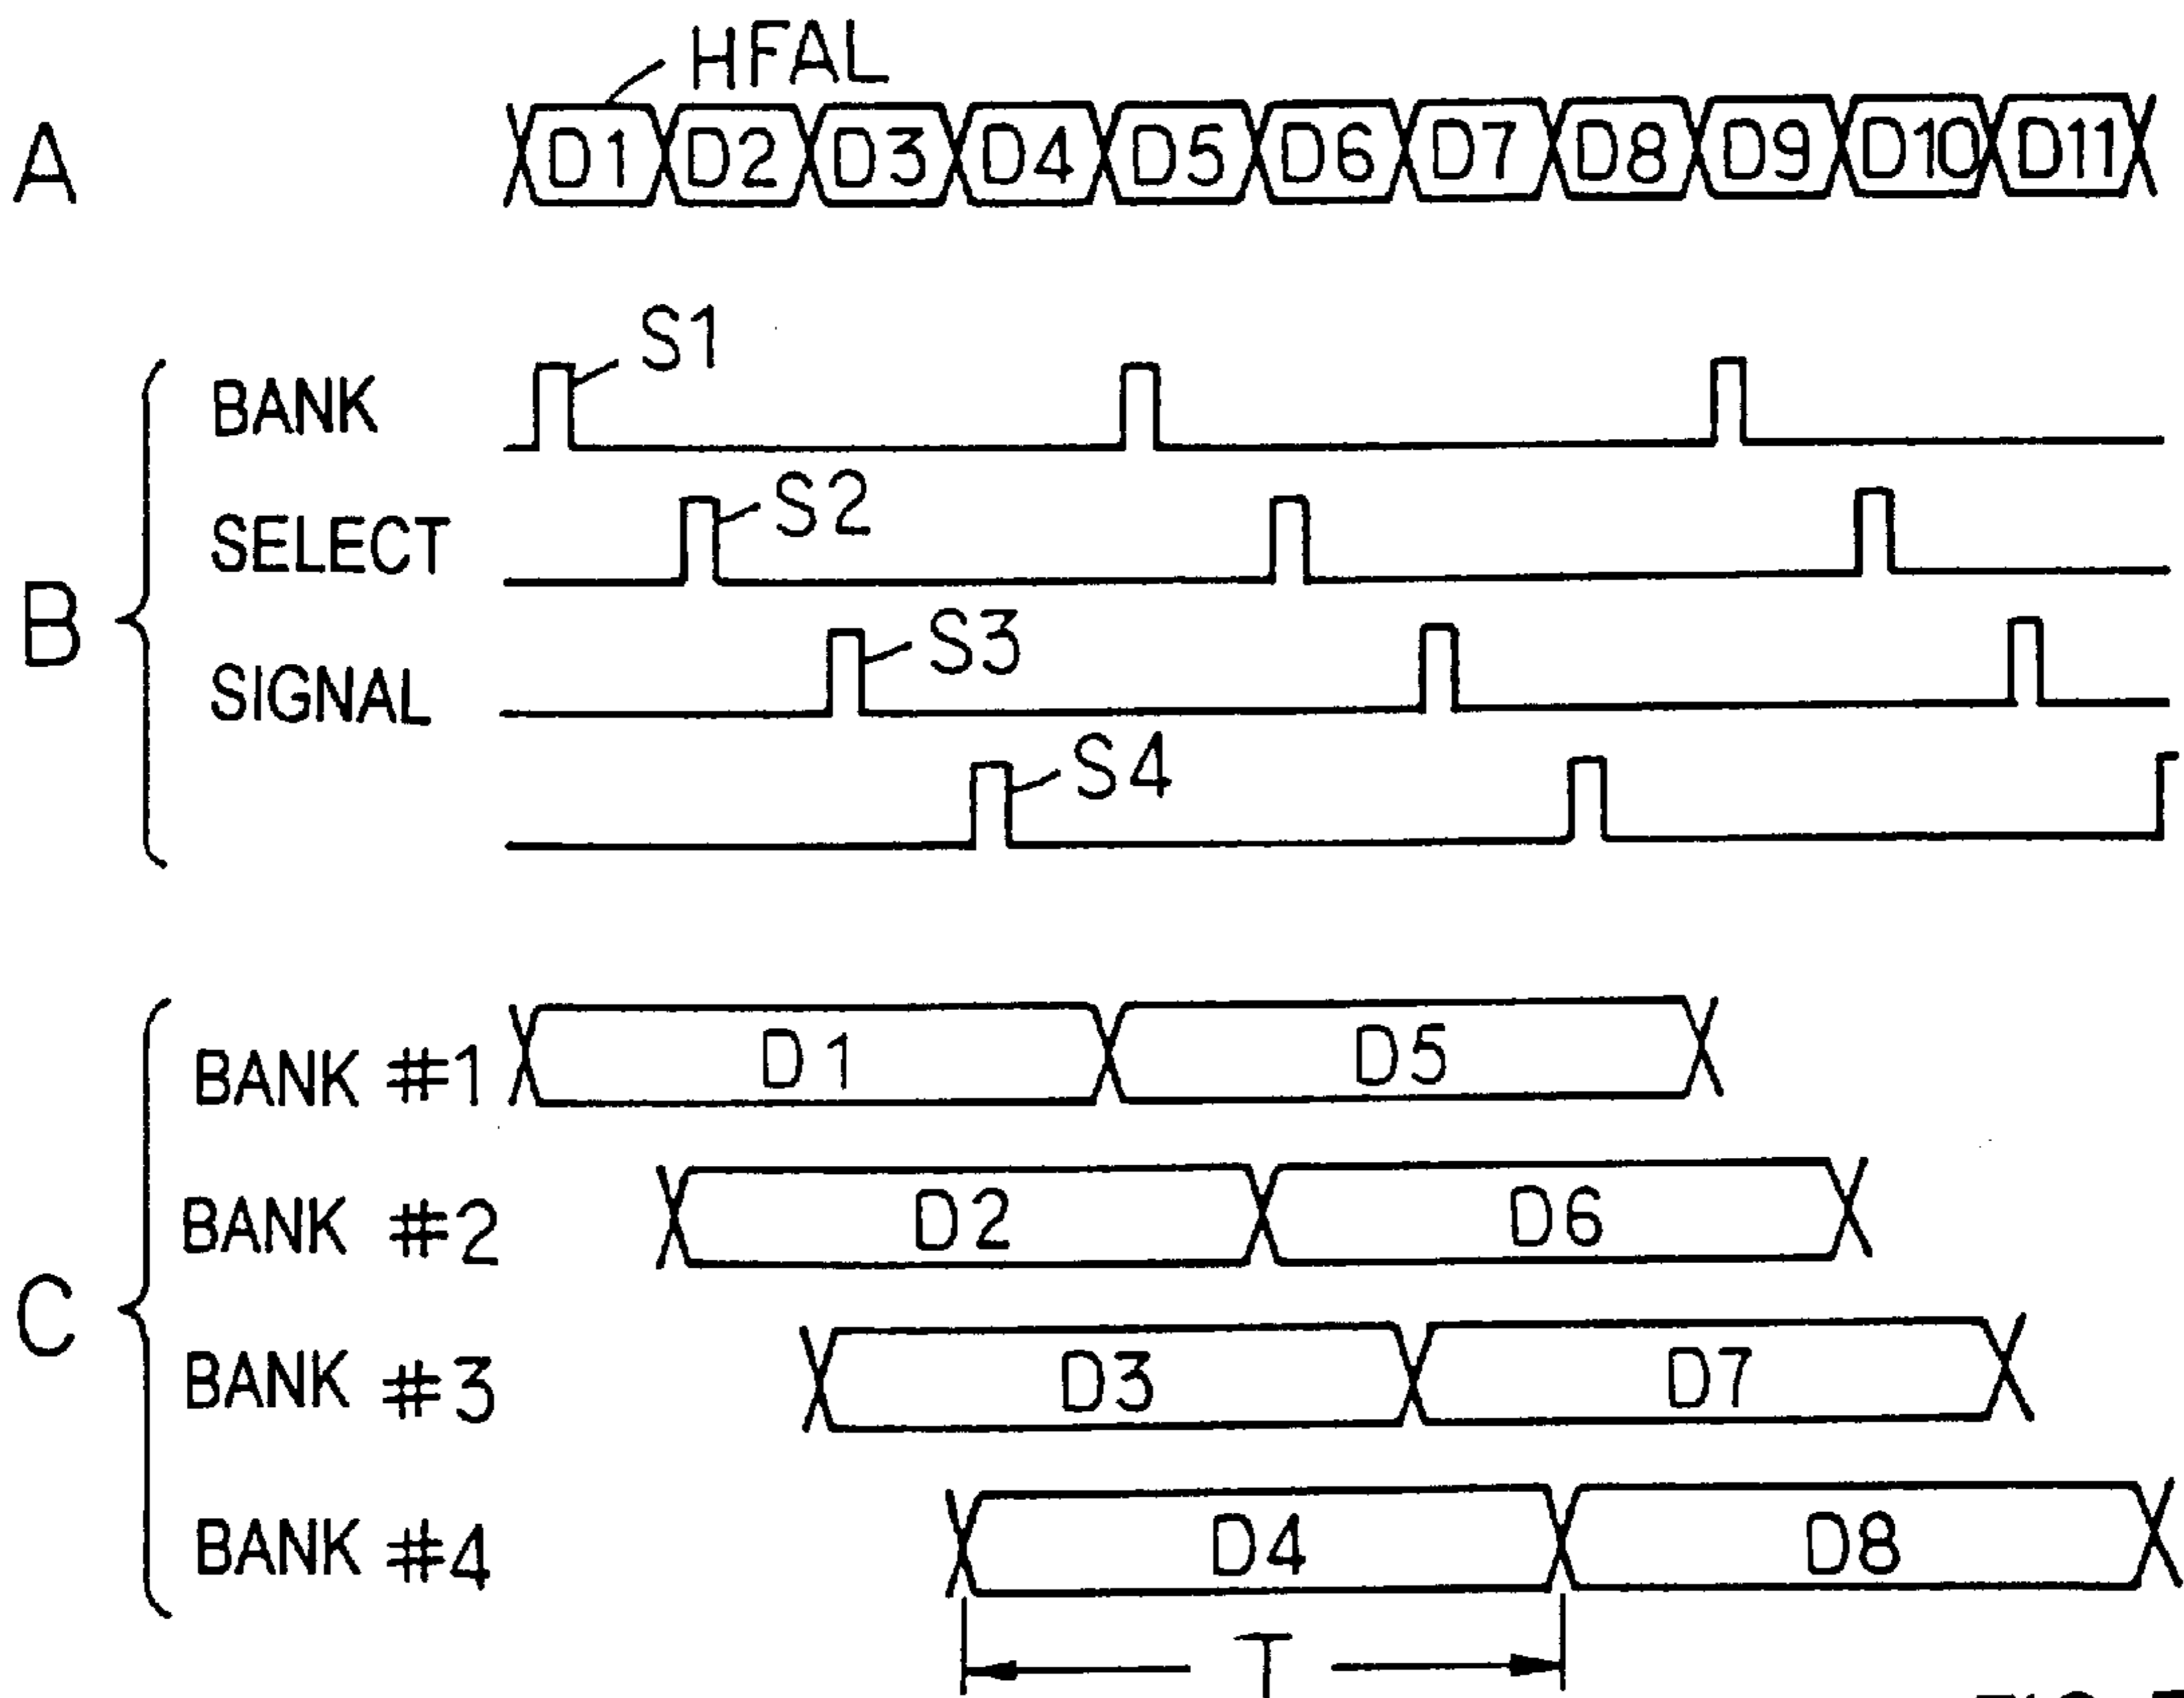 HFAL
A D1 D2 D3 D4 D5 D6 D7 D8 D9 D10 D11
S1
BANK
S2
SELECT
B
S3
SIGNAL
S4
BANK #1 D1 D5
BANK #2 D2 D6
C
BANK #3 D3 D7
BANK #4 D4 D8
T